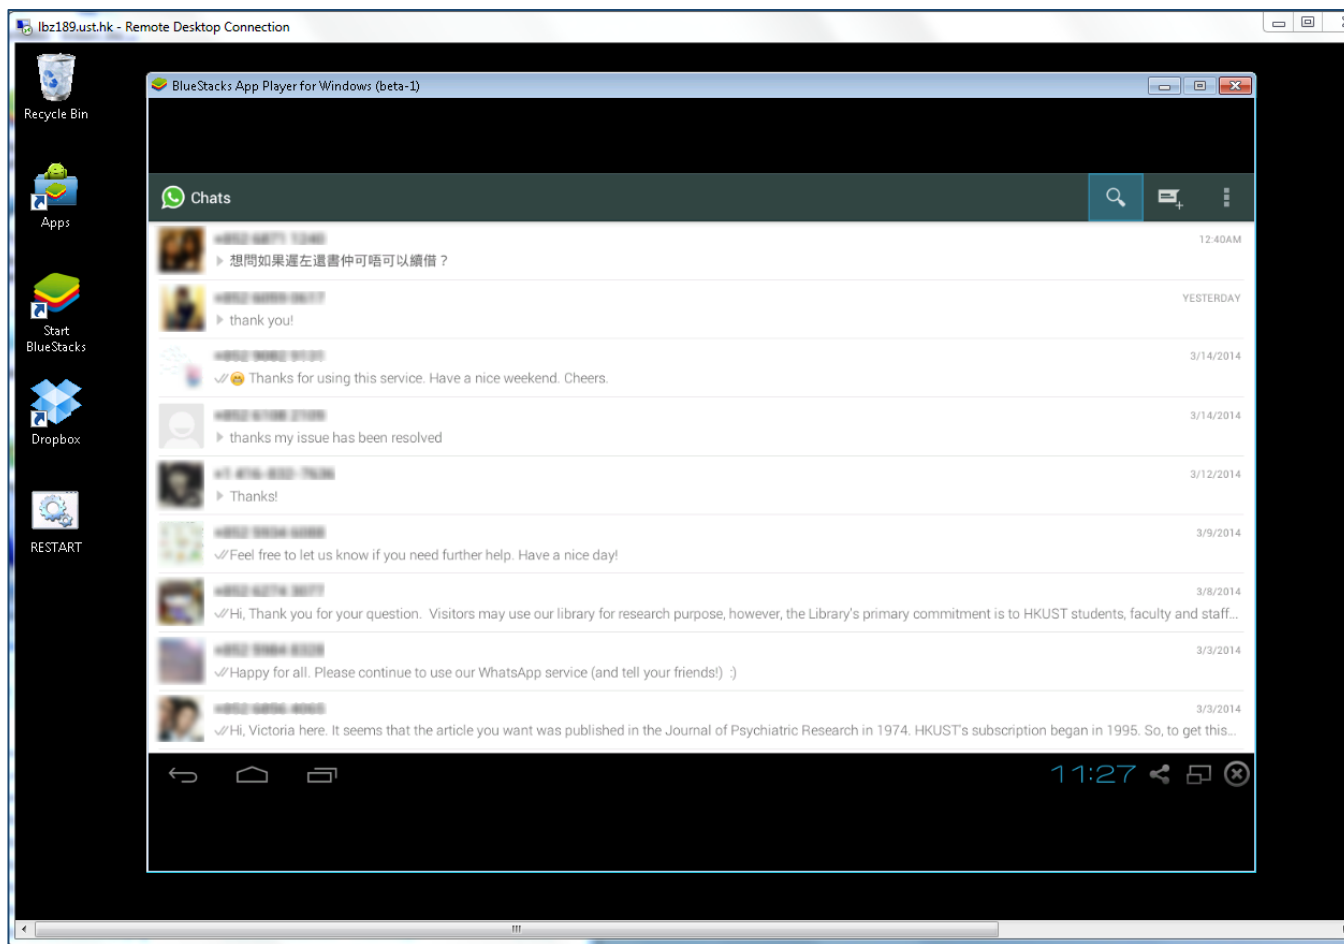 lbz189.ust.hk - Remote Desktop Connection
Recycle Bin
Apps
Start
BlueStacks
Dropbox
RESTART
BlueStacks App Player for Windows (beta-1)
Chats
12:40AM
想問如果遲左還書仲可唔可以續借？
YESTERDAY
thank you!
3/14/2014
Thanks for using this service. Have a nice weekend. Cheers.
3/14/2014
thanks my issue has been resolved
3/12/2014
Thanks!
3/9/2014
Feel free to let us know if you need further help. Have a nice day!
3/8/2014
Hi, Thank you for your question.  Visitors may use our library for research purpose, however, the Library's primary commitment is to HKUST students, faculty and staff...
3/3/2014
Happy for all. Please continue to use our WhatsApp service (and tell your friends!)  :)
3/3/2014
Hi, Victoria here. It seems that the article you want was published in the Journal of Psychiatric Research in 1974. HKUST's subscription began in 1995. So, to get this...
11:27